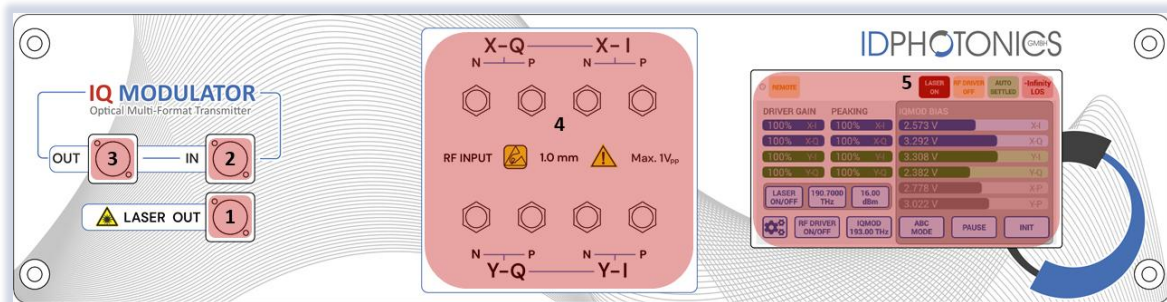 IQ MODULATOR
Optical Multi-Format Transmitter
OUT 3 IN 2
LASER OUT 1
X-Q X-I
N P N P
4
RF INPUT 1.0 mm Max. 1Vpp
N P N P
Y-Q Y-I
IDPHOTONICS GMBH
REMOTE 5 LASER ON RF DRIVER OFF AUTO SETTLED -Infinity LOS
DRIVER GAIN PEAKING IQMOD BIAS
100% X-I 100% X-I 2.573 V X-I
100% X-Q 100% X-Q 3.292 V X-Q
100% Y-I 100% Y-I 3.308 V Y-I
100% Y-Q 100% Y-Q 2.382 V Y-Q
2.778 V X-P
3.022 V Y-P
LASER ON/OFF 190.7000 THz 16.00 dBm
RF DRIVER ON/OFF IQMOD 193.00 THz ABC MODE PAUSE INIT